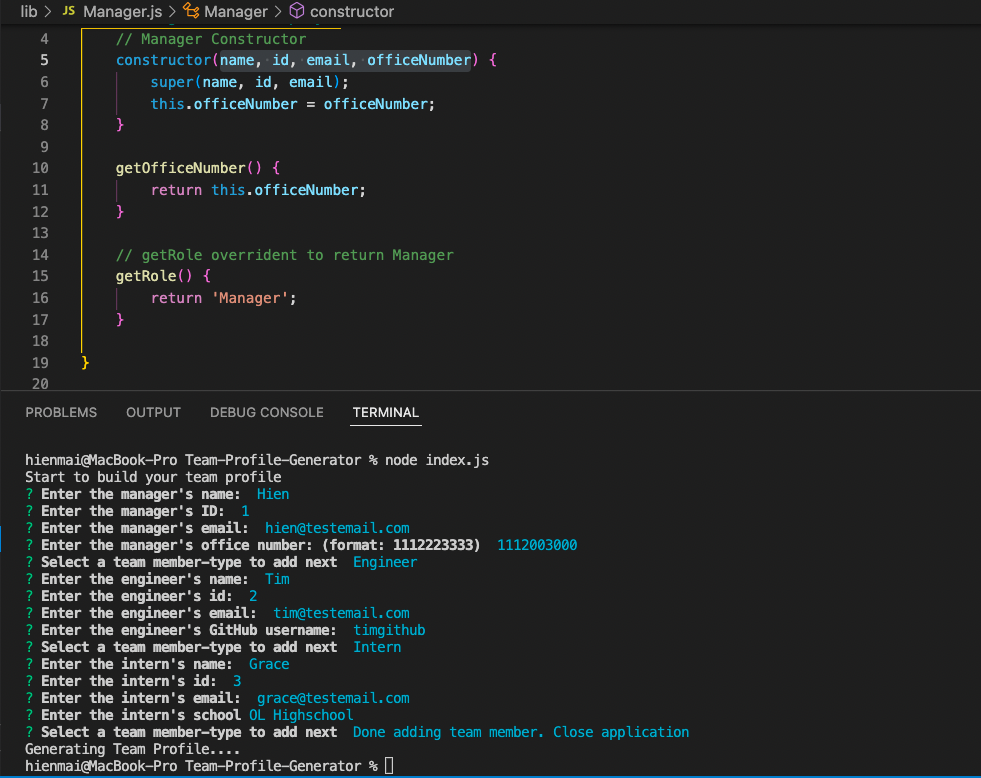 lib > JS Manager.js > Manager > constructor
4 // Manager Constructor
5 constructor(name, id, email, officeNumber) {
6 super(name, id, email);
7 this.officeNumber = officeNumber;
8 }
9
10 getOfficeNumber() {
11 return this.officeNumber;
12 }
13
14 // getRole overrident to return Manager
15 getRole() {
16 return 'Manager';
17 }
18
19 }
20
PROBLEMS OUTPUT DEBUG CONSOLE TERMINAL
hienmai@MacBook-Pro Team-Profile-Generator % node index.js
Start to build your team profile
? Enter the manager's name: Hien
? Enter the manager's ID: 1
? Enter the manager's email: hien@testemail.com
? Enter the manager's office number: (format: 1112223333) 1112003000
? Select a team member-type to add next Engineer
? Enter the engineer's name: Tim
? Enter the engineer's id: 2
? Enter the engineer's email: tim@testemail.com
? Enter the engineer's GitHub username: timgithub
? Select a team member-type to add next Intern
? Enter the intern's name: Grace
? Enter the intern's id: 3
? Enter the intern's email: grace@testemail.com
? Enter the intern's school OL Highschool
? Select a team member-type to add next Done adding team member. Close application
Generating Team Profile....
hienmai@MacBook-Pro Team-Profile-Generator %